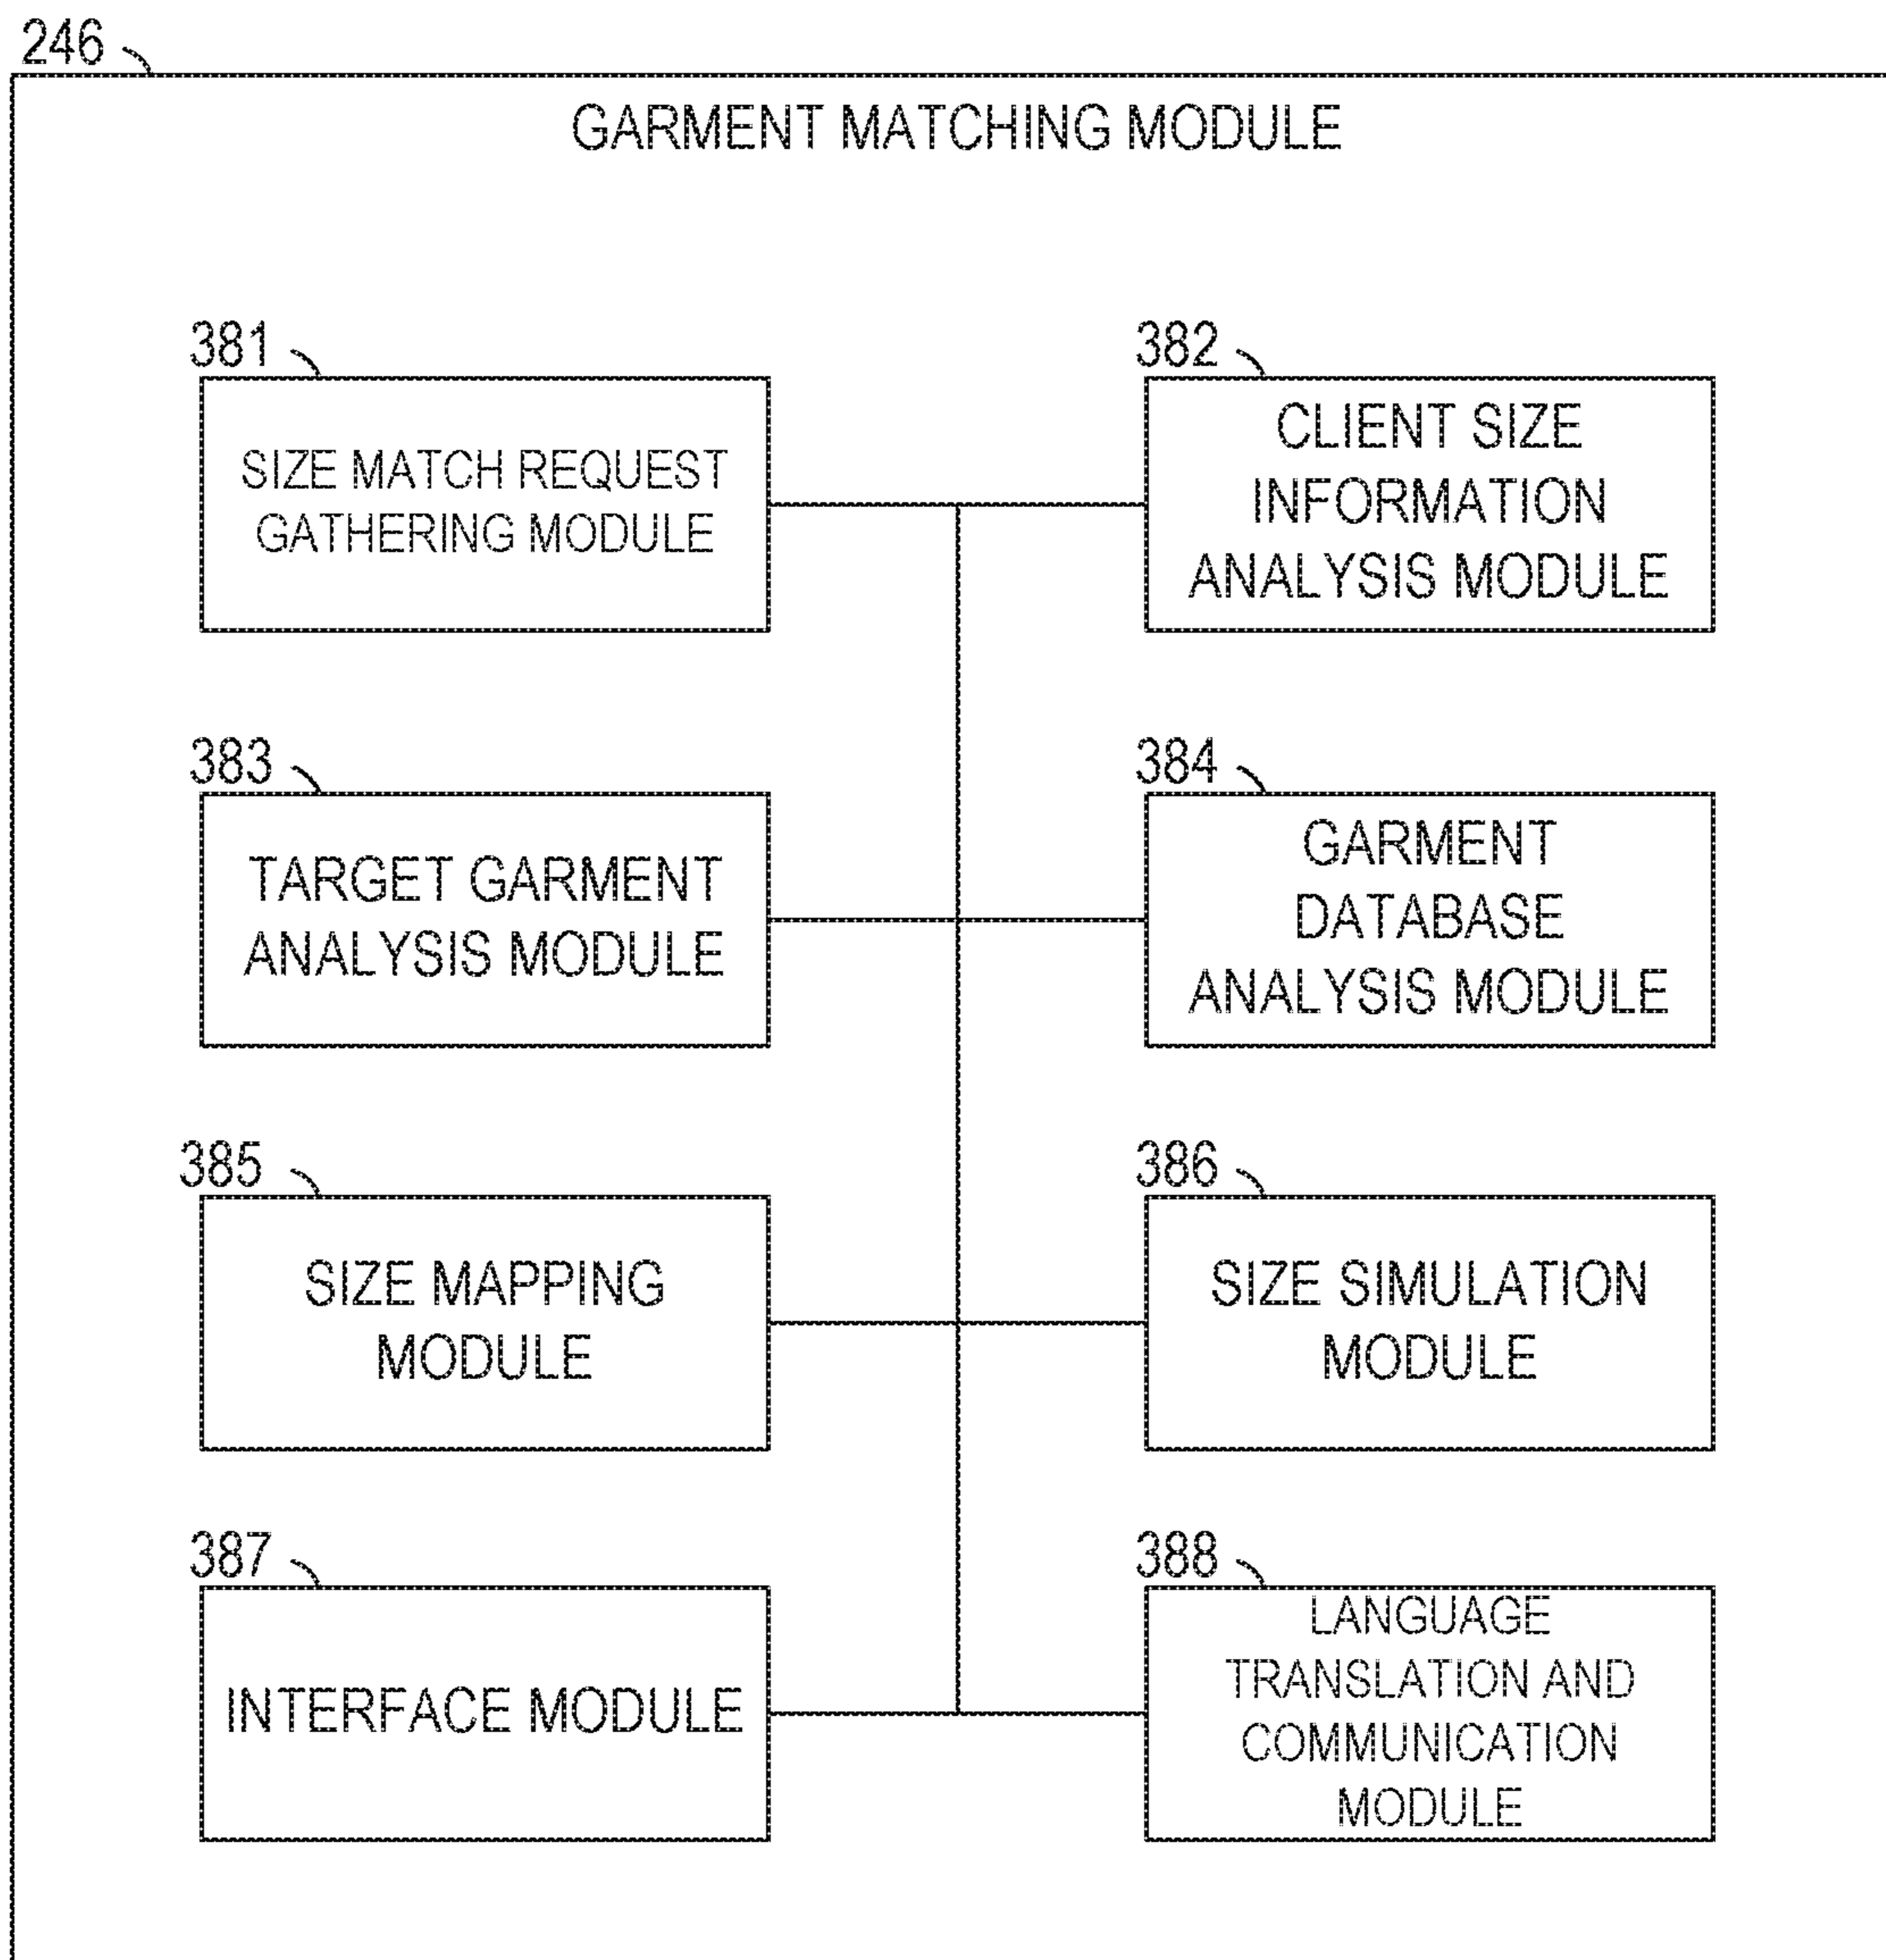 246
GARMENT MATCHING MODULE
381
SIZE MATCH REQUEST
GATHERING MODULE
382
CLIENT SIZE
INFORMATION
ANALYSIS MODULE
383
TARGET GARMENT
ANALYSIS MODULE
384
GARMENT
DATABASE
ANALYSIS MODULE
385
SIZE MAPPING
MODULE
386
SIZE SIMULATION
MODULE
387
INTERFACE MODULE
388
LANGUAGE
TRANSLATION AND
COMMUNICATION
MODULE